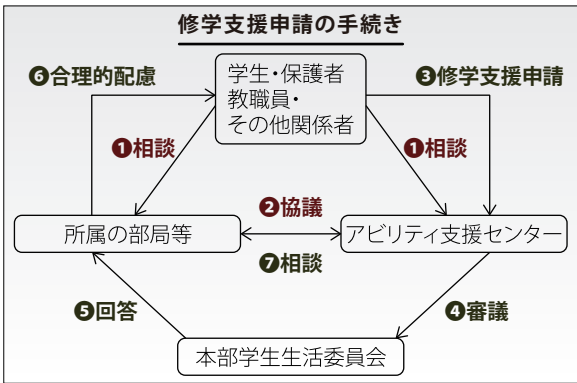 修学支援申請の手続き
❻合理的配慮
学生・保護者
教職員・
その他関係者
❸修学支援申請
❶相談
❶相談
❷協議
所属の部局等
アビリティ支援センター
❼相談
❺回答
❹審議
本部学生生活委員会